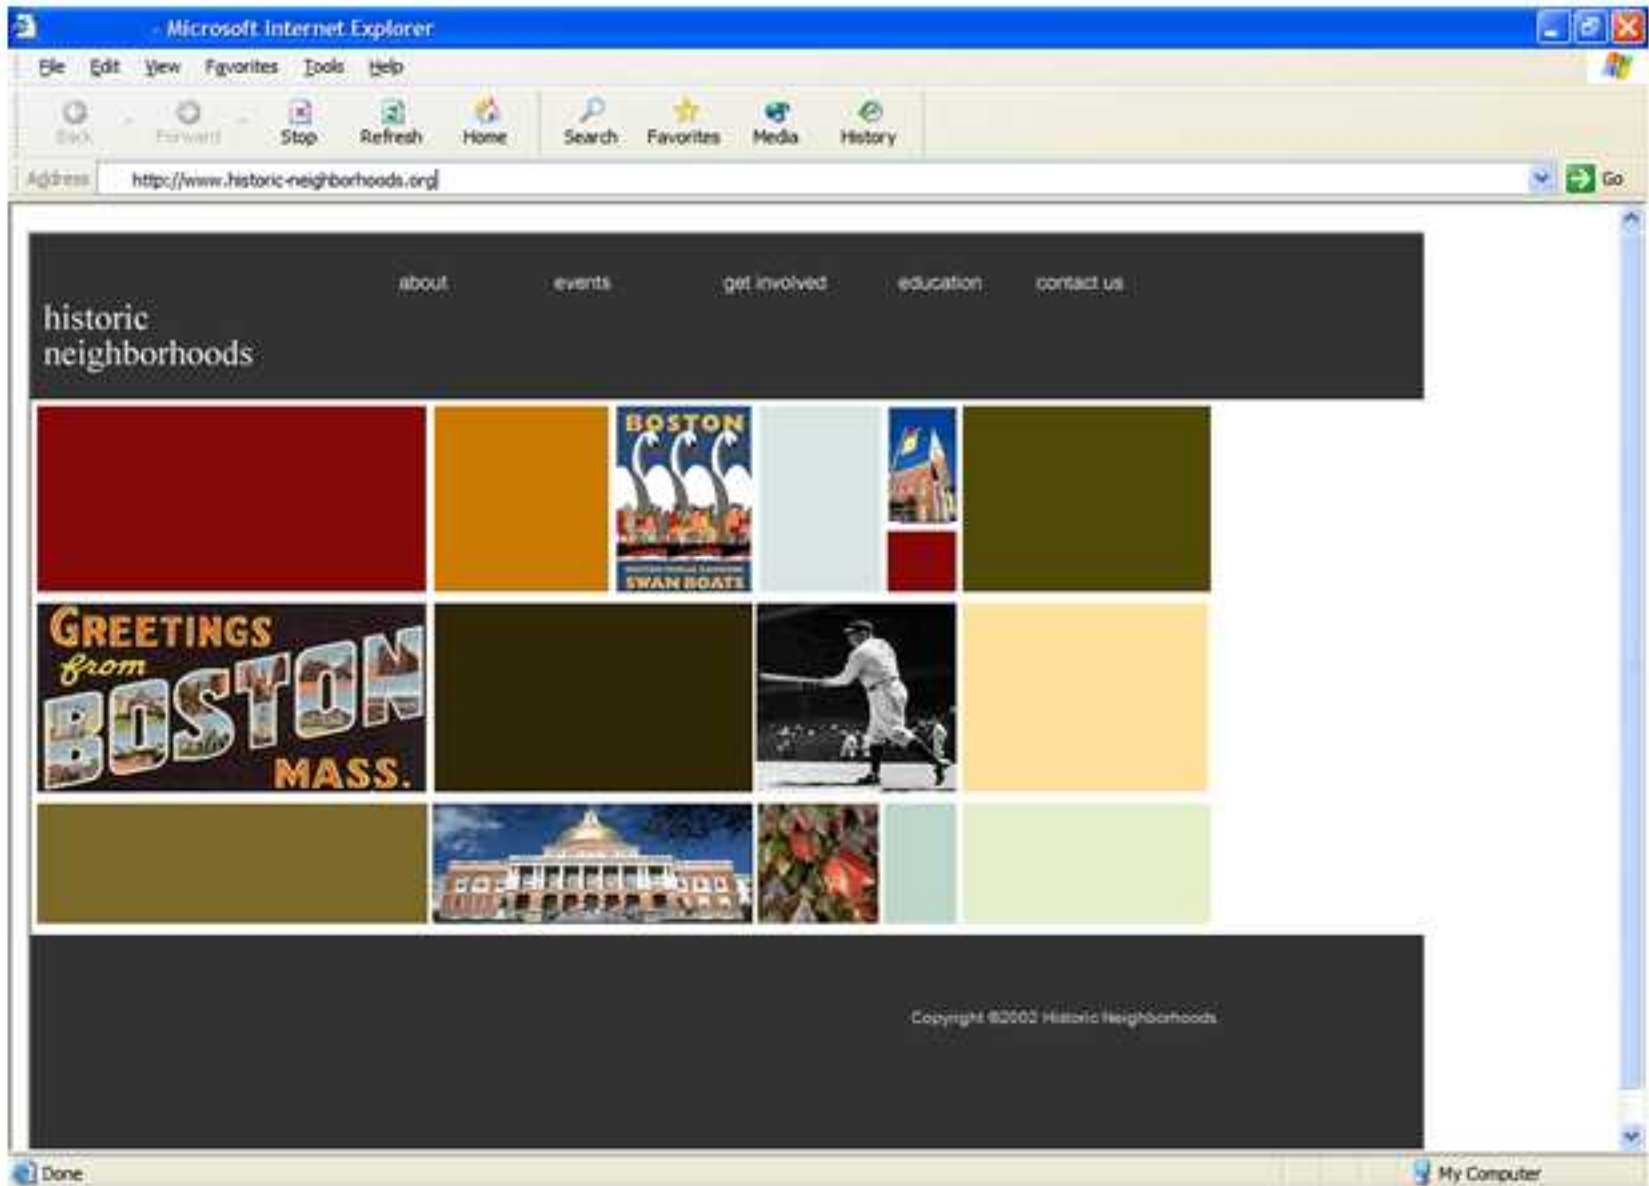 - Microsoft Internet Explorer
File Edit View Favorites Tools Help
Back Forward Stop Refresh Home Search Favorites Media History
Address http://www.historic-neighborhoods.org Go
about events get involved education contact us
historic
neighborhoods
BOSTON
SWAN BOATS
GREETINGS
from
BOSTON
MASS.
Copyright ©2002 Historic Neighborhoods
Done My Computer